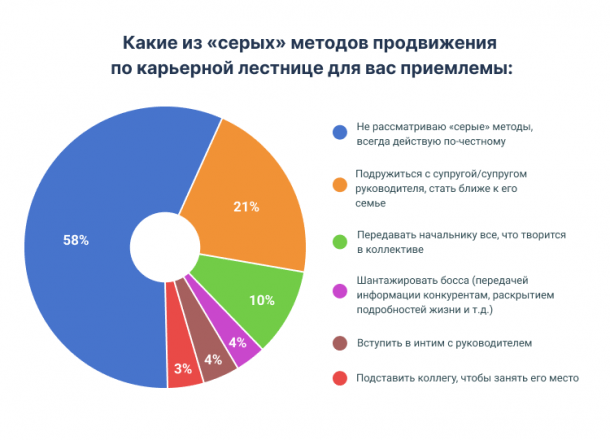 Какие из «серых» методов продвижения
по карьерной лестнице для вас приемлемы:
58%
21%
10%
4%
4%
3%
Не рассматриваю «серые» методы,
всегда действую по-честному
Подружиться с супругой/супругом
руководителя, стать ближе к его
семье
Передавать начальнику все, что творится
в коллективе
Шантажировать босса (передачей
информации конкурентам, раскрытием
подробностей жизни и т.д.)
Вступить в интим с руководителем
Подставить коллегу, чтобы занять его место